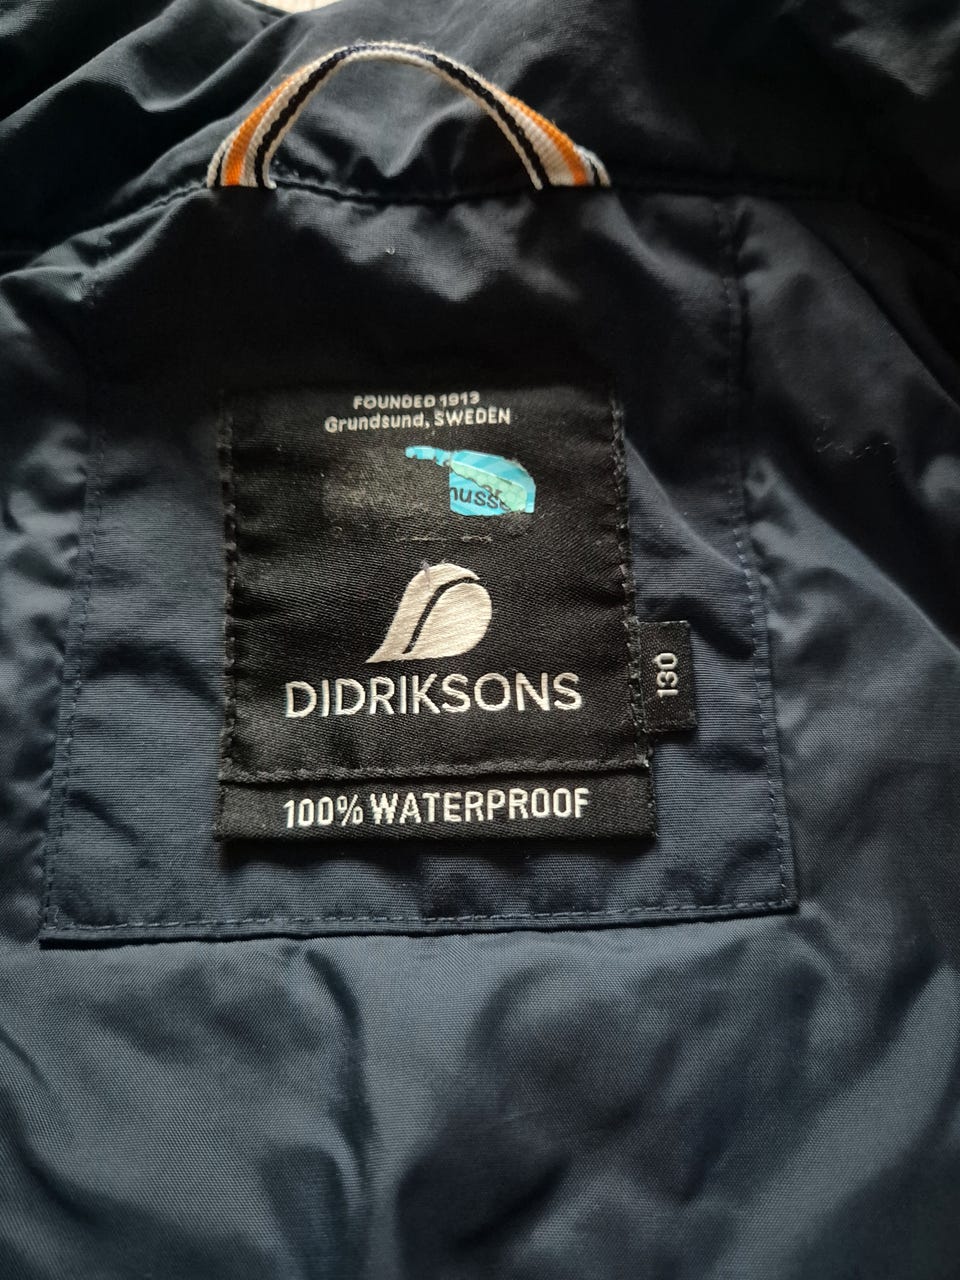 FOUNDED 1913
Grundsund, SWEDEN
DIDRIKSONS
130
100% WATERPROOF